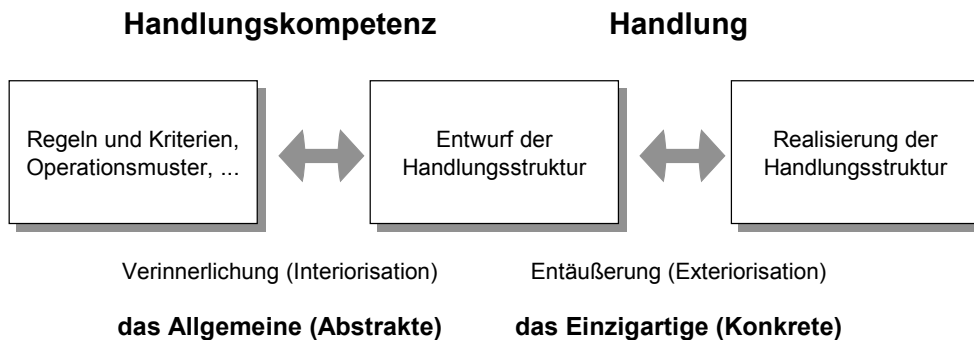 Handlungskompetenz Handlung
Regeln und Kriterien,
Operationsmuster, ...
Entwurf der
Handlungsstruktur
Realisierung der
Handlungsstruktur
Verinnerlichung (Interiorisation) Entäußerung (Exteriorisation)
das Allgemeine (Abstrakte) das Einzigartige (Konkrete)